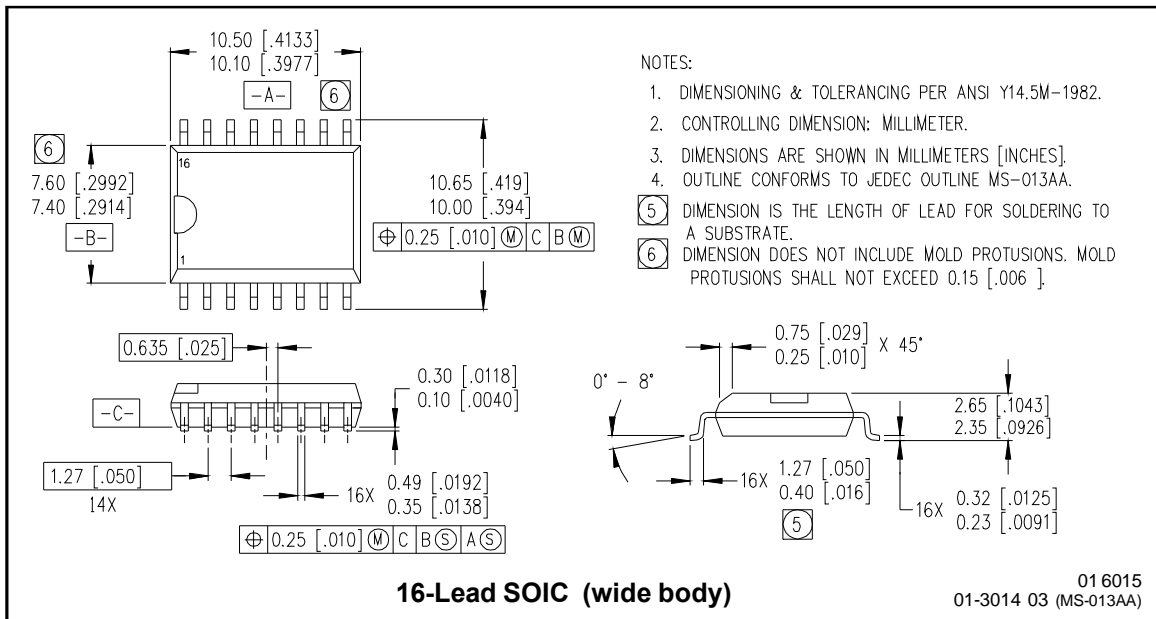 10.50 [.4133]
10.10 [.3977]
-A-
6
6
7.60 [.2992]
7.40 [.2914]
-B-
16
1
10.65 [.419]
10.00 [.394]
⌖ 0.25 [.010] Ⓜ C B Ⓜ
NOTES:
1. DIMENSIONING & TOLERANCING PER ANSI Y14.5M-1982.
2. CONTROLLING DIMENSION: MILLIMETER.
3. DIMENSIONS ARE SHOWN IN MILLIMETERS [INCHES].
4. OUTLINE CONFORMS TO JEDEC OUTLINE MS-013AA.
5 DIMENSION IS THE LENGTH OF LEAD FOR SOLDERING TO
A SUBSTRATE.
6 DIMENSION DOES NOT INCLUDE MOLD PROTUSIONS. MOLD
PROTUSIONS SHALL NOT EXCEED 0.15 [.006 ].
0.635 [.025]
0.30 [.0118]
0.10 [.0040]
-C-
1.27 [.050]
14X
16X 0.49 [.0192]
0.35 [.0138]
⌖ 0.25 [.010] Ⓜ C B Ⓢ A Ⓢ
0.75 [.029]
0.25 [.010] X 45°
0° - 8°
2.65 [.1043]
2.35 [.0926]
16X 1.27 [.050]
0.40 [.016]
5
16X 0.32 [.0125]
0.23 [.0091]
16-Lead SOIC (wide body)
01 6015
01-3014 03 (MS-013AA)